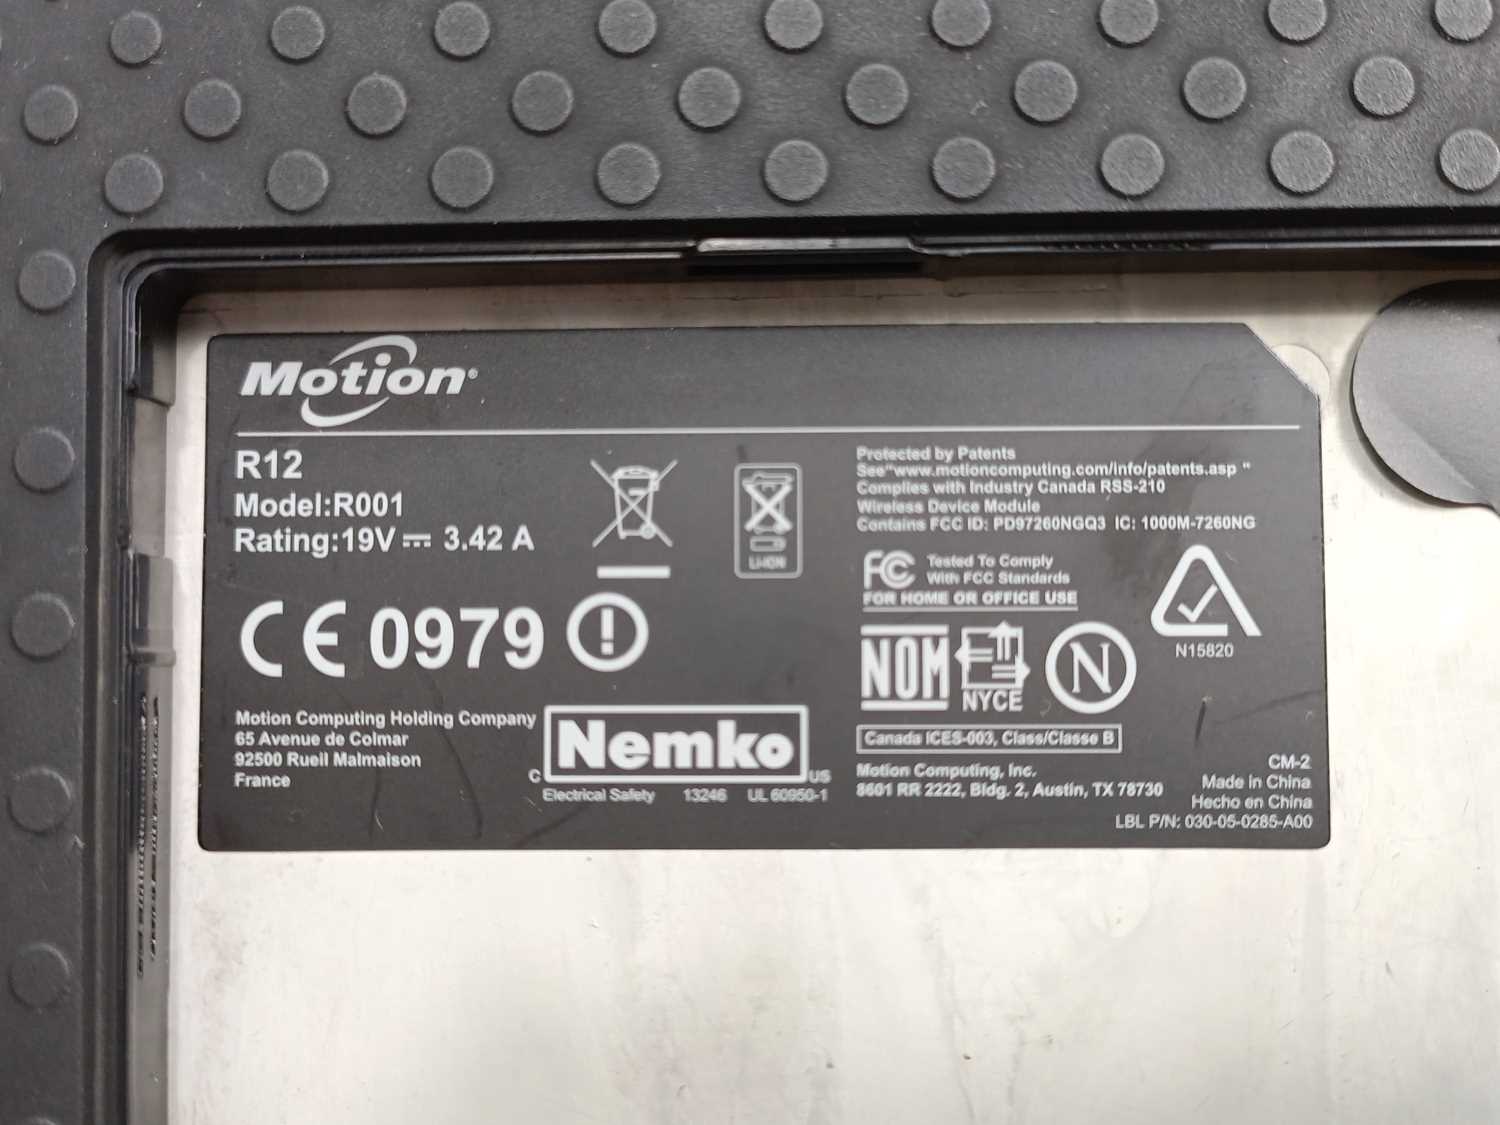 Motion®
R12
Model:R001
Rating:19V ⎓ 3.42 A
LI-ION
CE 0979
Motion Computing Holding Company
65 Avenue de Colmar
92500 Rueil Malmaison
France
Nemko
C US
Electrical Safety 13246 UL 60950-1
Protected by Patents
See"www.motioncomputing.com/info/patents.asp "
Complies with Industry Canada RSS-210
Wireless Device Module
Contains FCC ID: PD97260NGQ3 IC: 1000M-7260NG
FC Tested To Comply
With FCC Standards
FOR HOME OR OFFICE USE
NOM
NYCE
N
N15820
Canada ICES-003, Class/Classe B
Motion Computing, Inc.
8601 RR 2222, Bldg. 2, Austin, TX 78730
CM-2
Made in China
Hecho en China
LBL P/N: 030-05-0285-A00